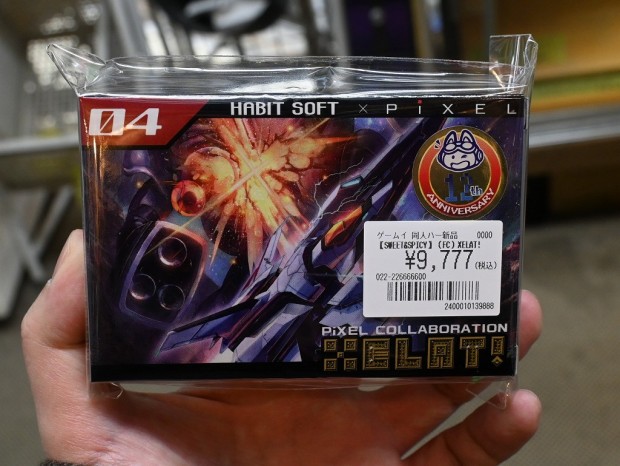 04
HABIT SOFT × PiXEL
11th
ANNIVERSARY
ゲームイ 同人ハー新品 0000
【SWEET&SPICY】 (FC) XELAT!
¥9,777(税込)
022-226666600
2400010139888
PiXEL COLLABORATION
XELAT!